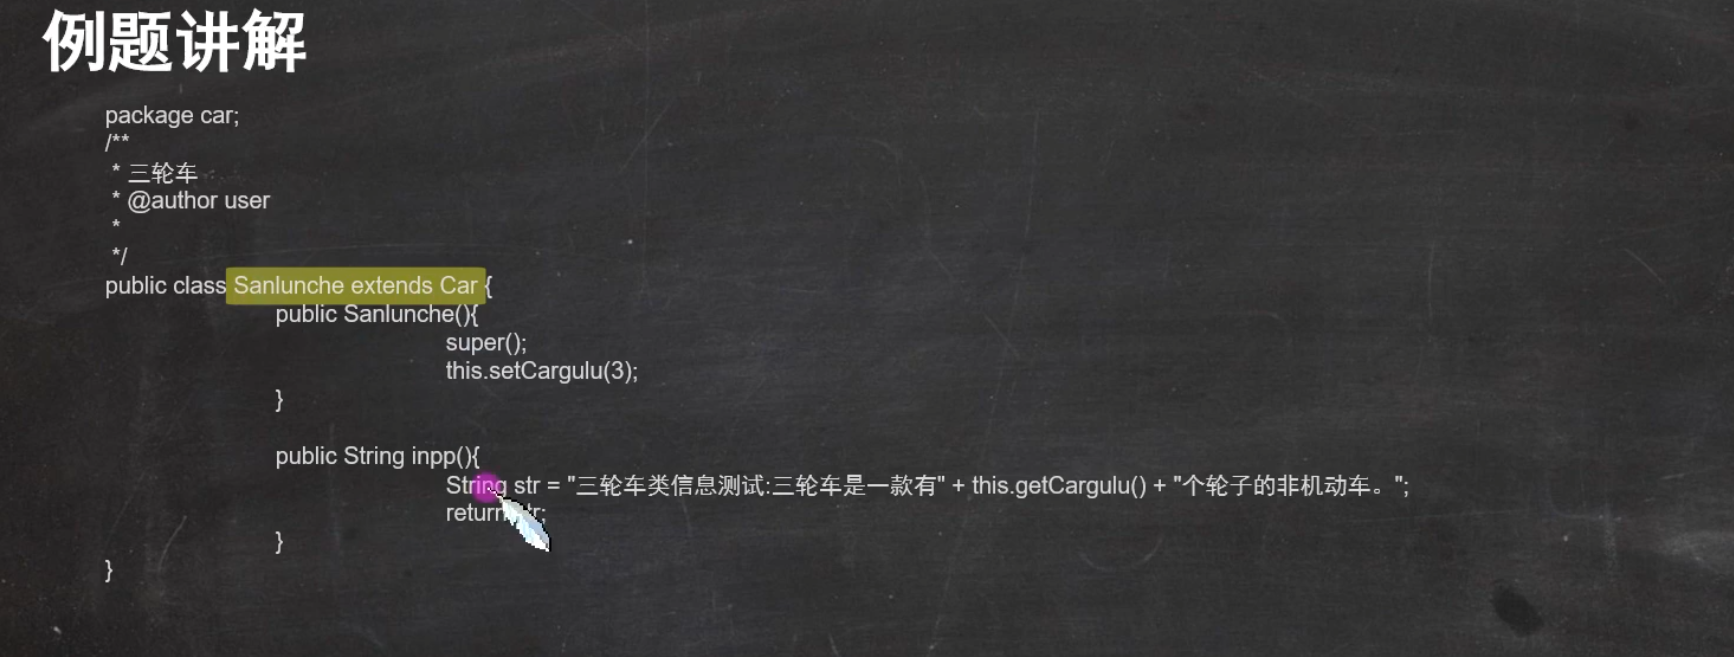 例题讲解
package car;
/**
* 三轮车
* @author user
*
*/
public class Sanlunche extends Car {
public Sanlunche(){
super();
this.setCargulu(3);
}
public String inpp(){
String str = "三轮车类信息测试:三轮车是一款有" + this.getCargulu() + "个轮子的非机动车。";
return str;
}
}